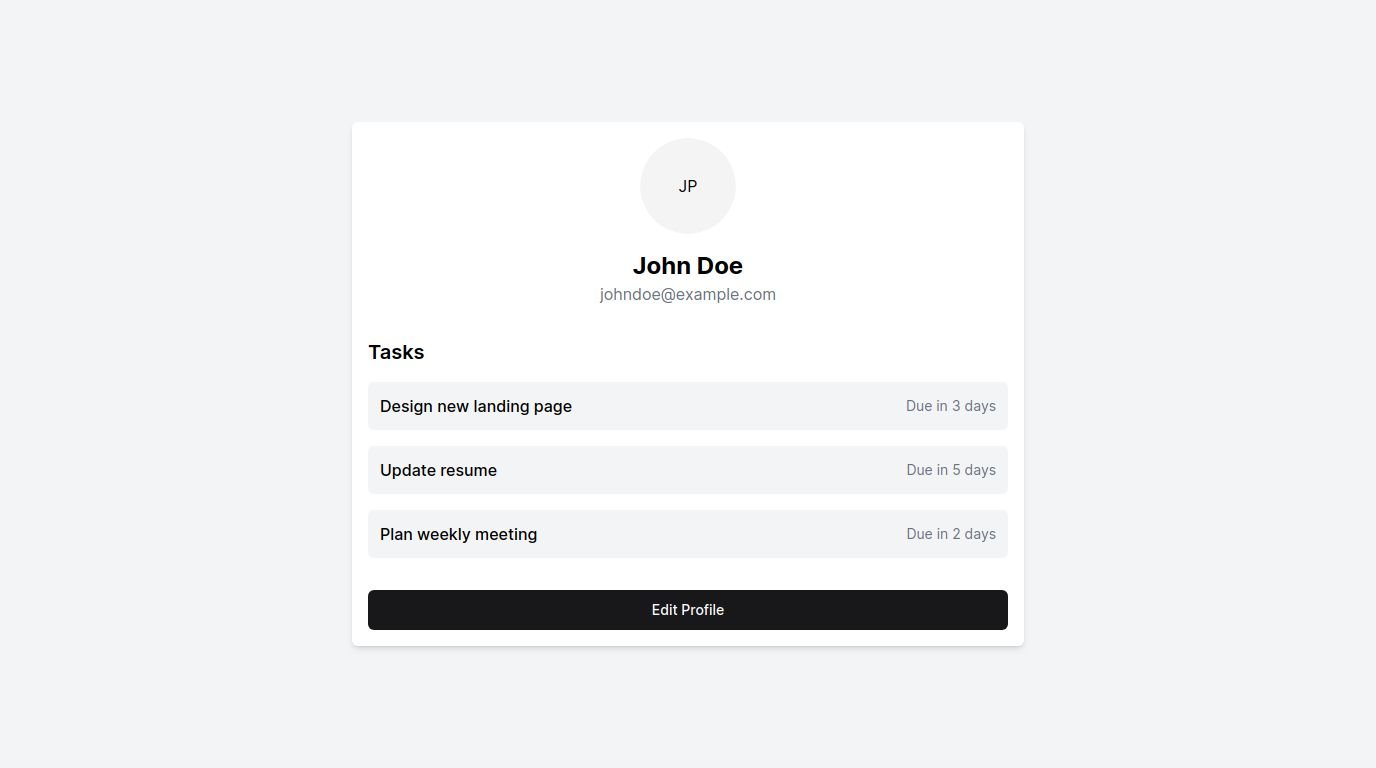 JP
John Doe
johndoe@example.com
Tasks
Design new landing page Due in 3 days
Update resume Due in 5 days
Plan weekly meeting Due in 2 days
Edit Profile